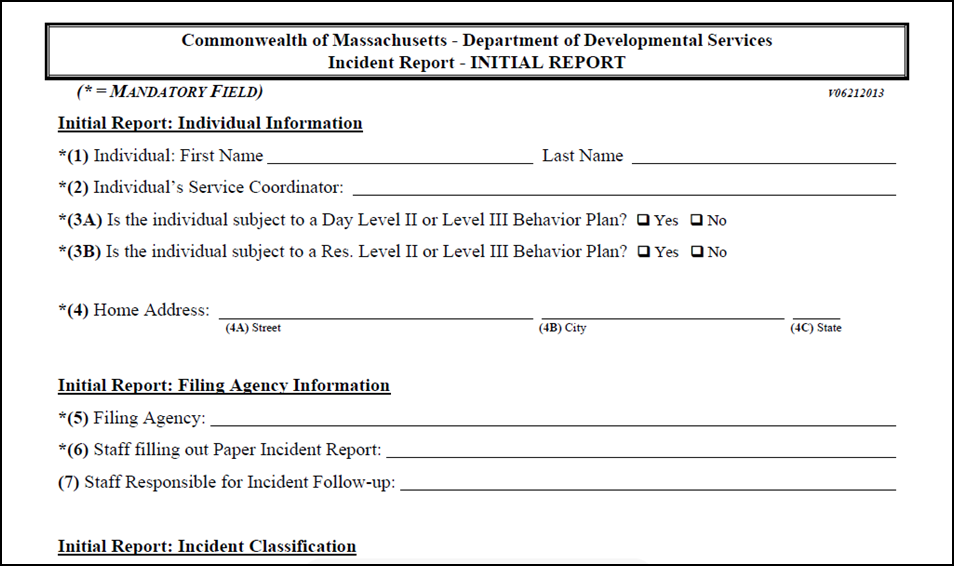 Commonwealth of Massachusetts - Department of Developmental Services
Incident Report - INITIAL REPORT
(* = MANDATORY FIELD) V06212013
Initial Report: Individual Information
*(1) Individual: First Name Last Name
*(2) Individual's Service Coordinator:
*(3A) Is the individual subject to a Day Level II or Level III Behavior Plan? ❑ Yes ❑ No
*(3B) Is the individual subject to a Res. Level II or Level III Behavior Plan? ❑ Yes ❑ No
*(4) Home Address:
(4A) Street (4B) City (4C) State
Initial Report: Filing Agency Information
*(5) Filing Agency:
*(6) Staff filling out Paper Incident Report:
(7) Staff Responsible for Incident Follow-up:
Initial Report: Incident Classification